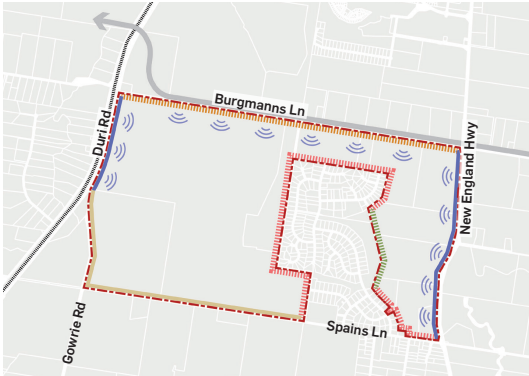 Burgmanns Ln
Duri Rd
New England Hwy
Spains Ln
Gowrie Rd